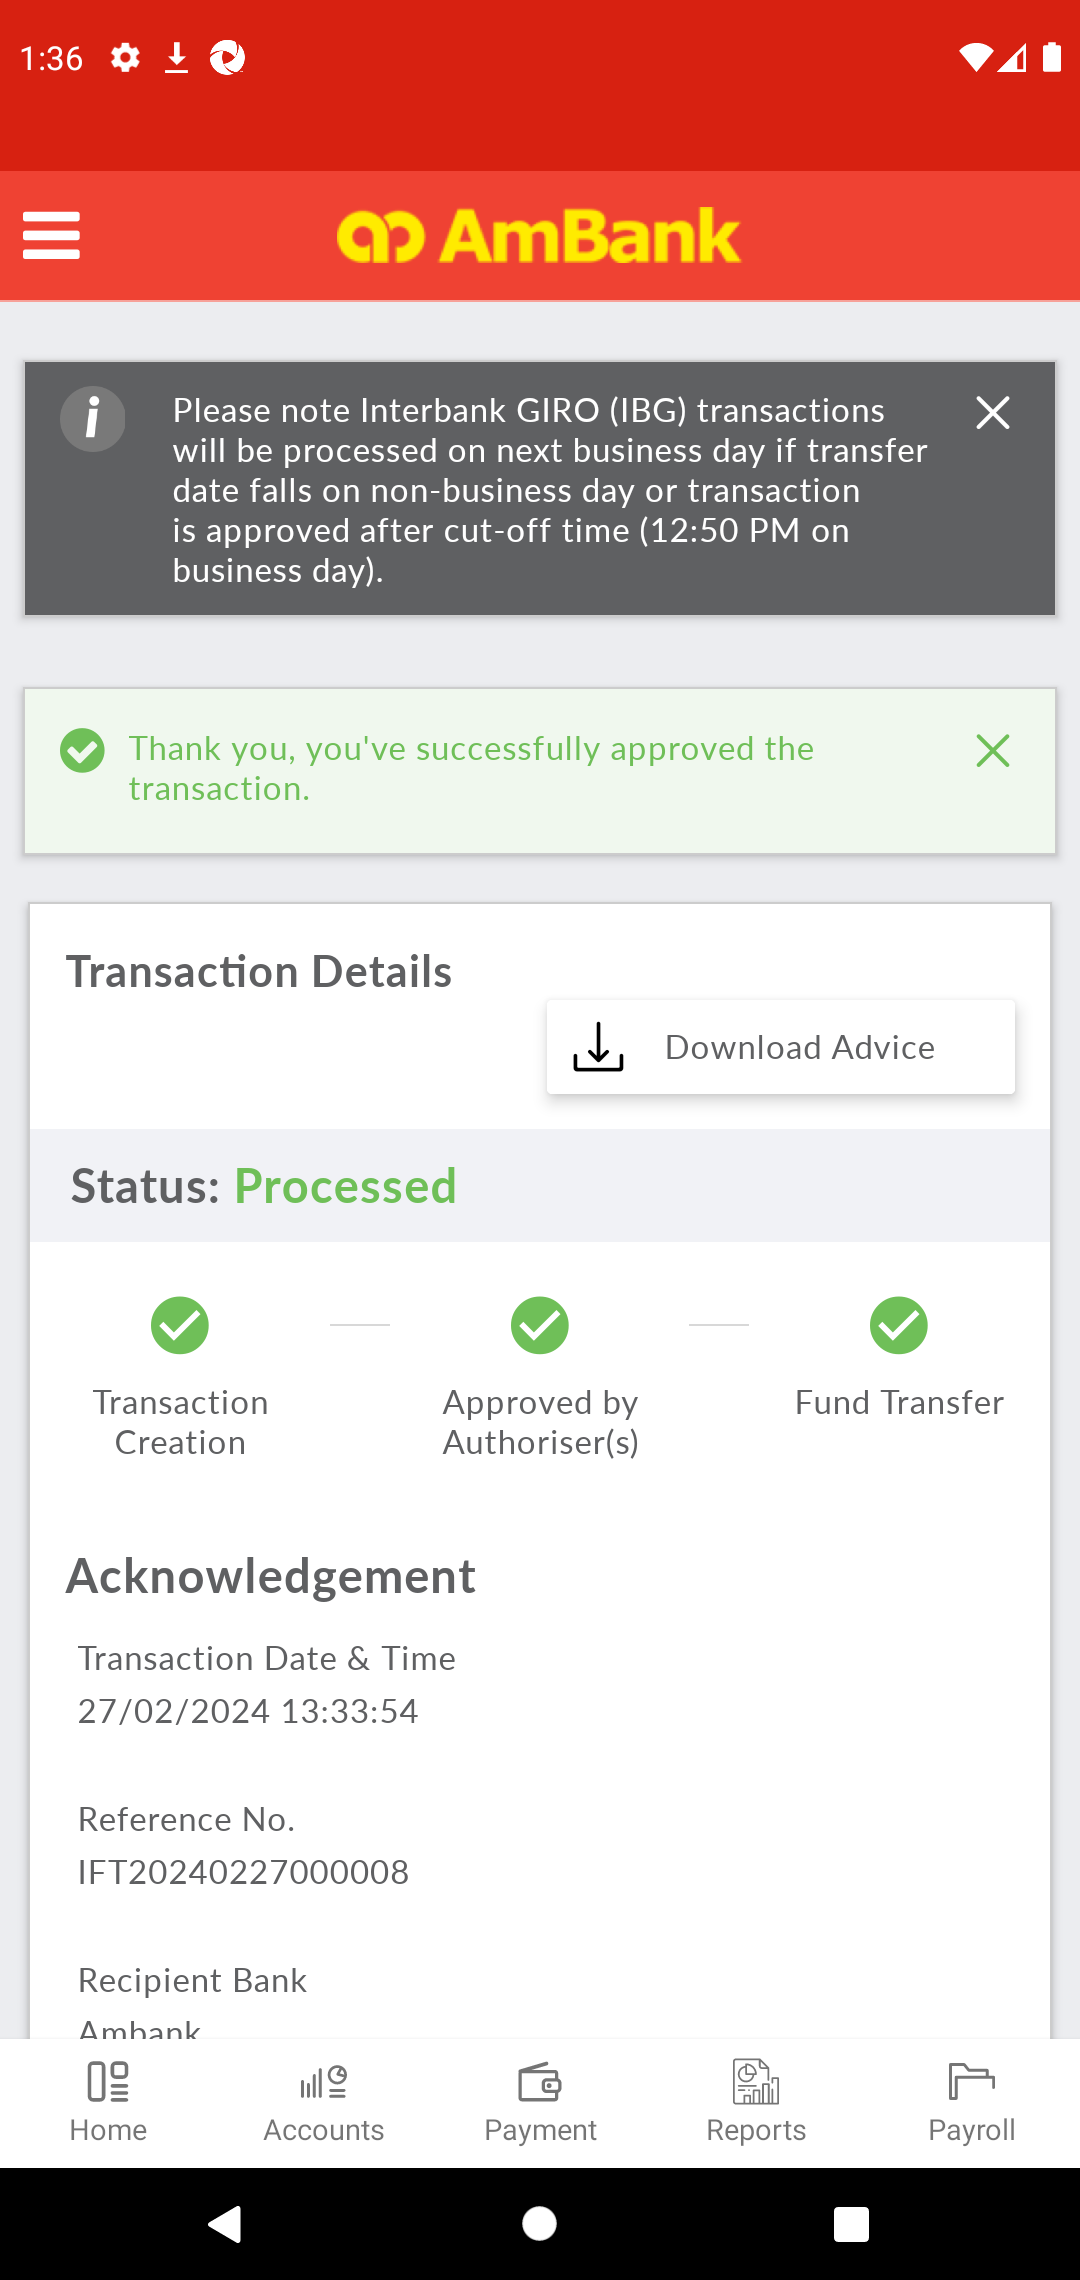 1:36
AmBank
Please note Interbank GIRO (IBG) transactions
will be processed on next business day if transfer
date falls on non-business day or transaction
is approved after cut-off time (12:50 PM on
business day).
Thank you, you've successfully approved the
transaction.
Transaction Details
Download Advice
Status: Processed
Transaction
Creation
Approved by
Authoriser(s)
Fund Transfer
Acknowledgement
Transaction Date & Time
27/02/2024 13:33:54
Reference No.
IFT20240227000008
Recipient Bank
Ambank
Home
Accounts
Payment
Reports
Payroll